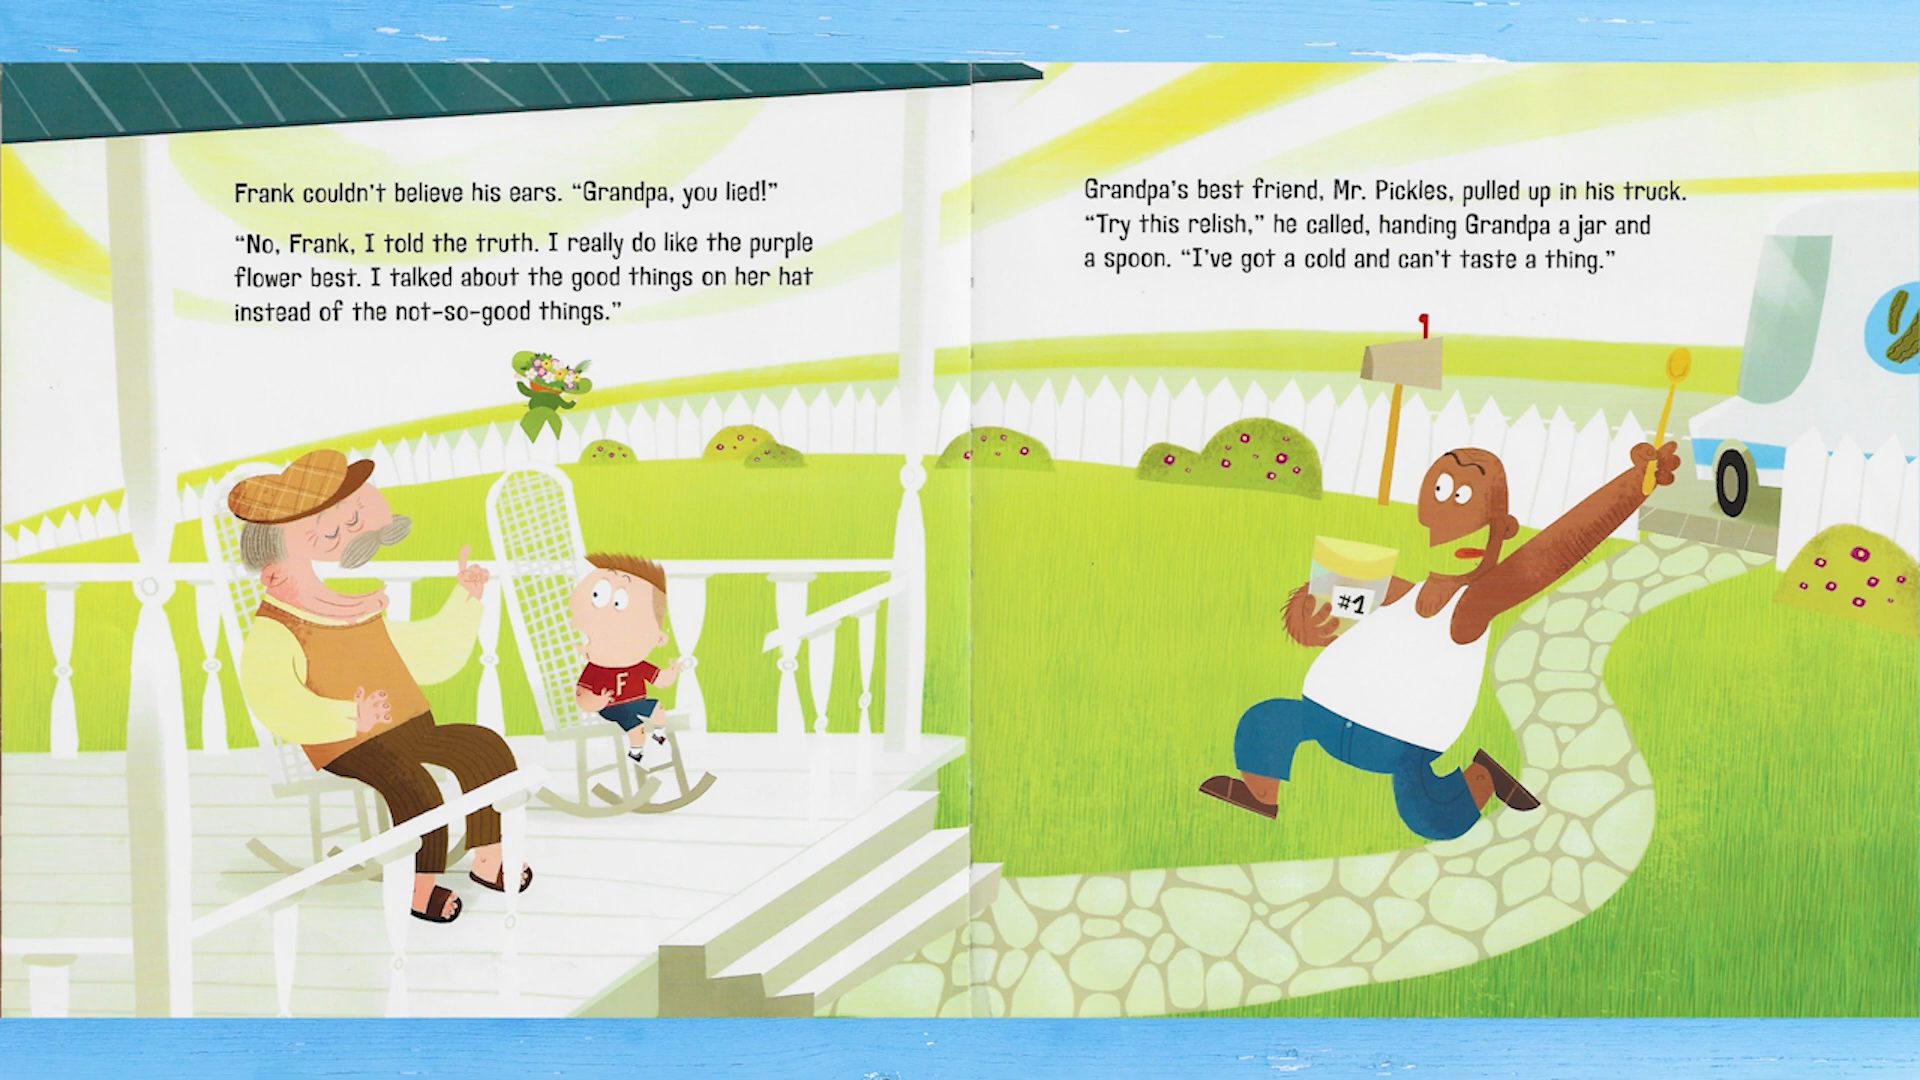 Frank couldn't believe his ears. “Grandpa, you lied!”
“No, Frank, I told the truth. I really do like the purple
flower best. I talked about the good things on her hat
instead of the not-so-good things.”
Grandpa's best friend, Mr. Pickles, pulled up in his truck.
“Try this relish,” he called, handing Grandpa a jar and
a spoon. “I've got a cold and can't taste a thing.”
F
#1